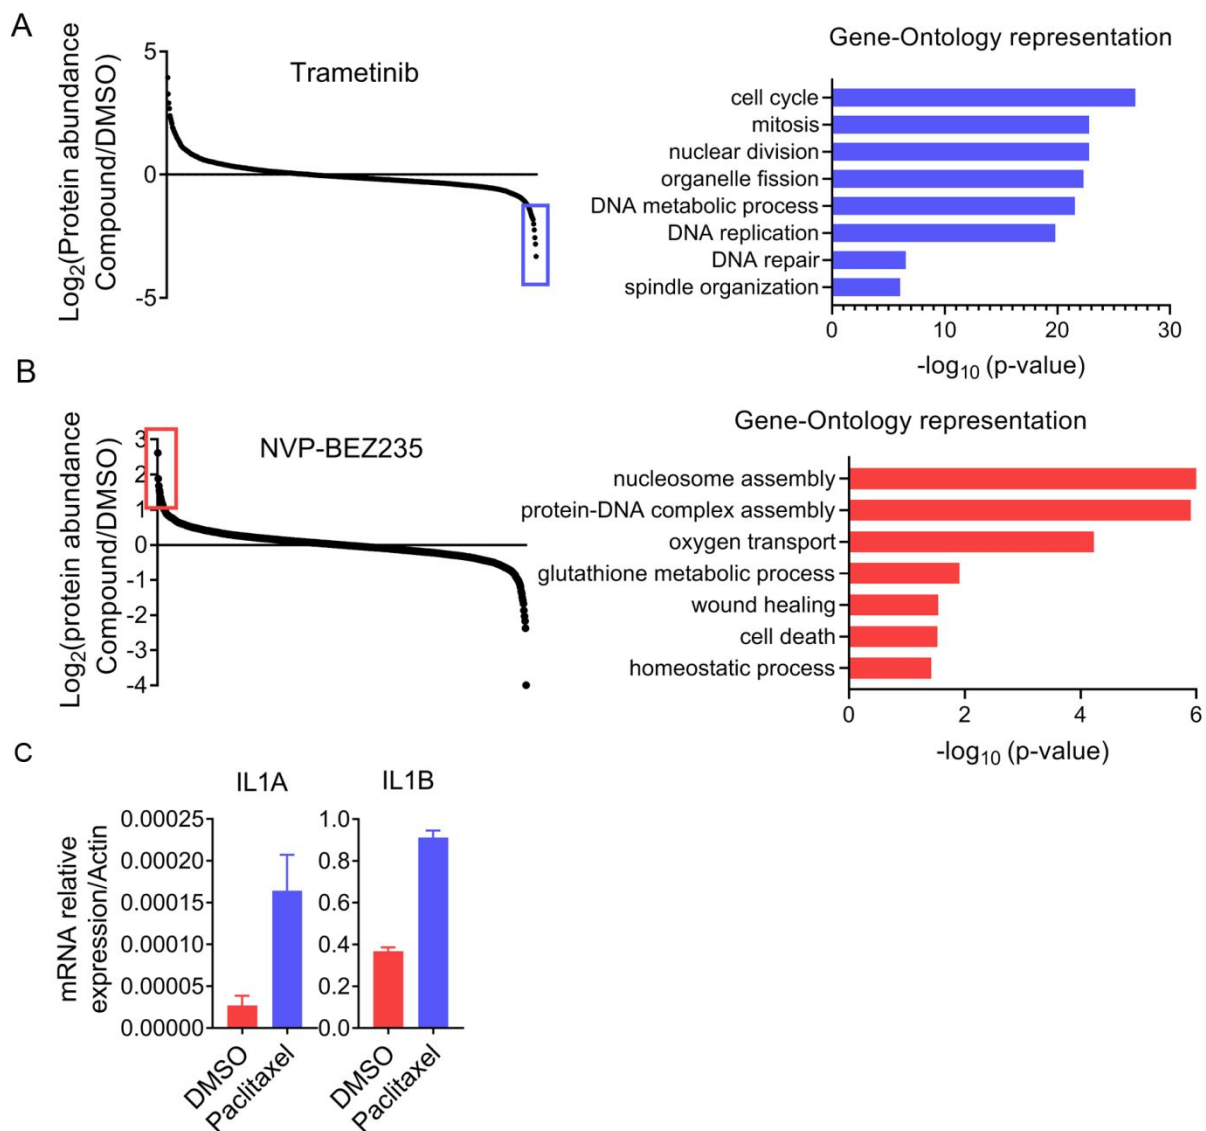 A
Log2(Protein abundance
Compound/DMSO)
5
0
-5
Trametinib
Gene-Ontology representation
cell cycle
mitosis
nuclear division
organelle fission
DNA metabolic process
DNA replication
DNA repair
spindle organization
0 10 20 30
-log10 (p-value)
B
Log2(protein abundance
Compound/DMSO)
3
2
1
0
-1
-2
-3
-4
NVP-BEZ235
Gene-Ontology representation
nucleosome assembly
protein-DNA complex assembly
oxygen transport
glutathione metabolic process
wound healing
cell death
homeostatic process
0 2 4 6
-log10 (p-value)
C
mRNA relative
expression/Actin
IL1A
0.00025
0.00020
0.00015
0.00010
0.00005
0.00000
DMSO
Paclitaxel
IL1B
1.0
0.8
0.6
0.4
0.2
0.0
DMSO
Paclitaxel